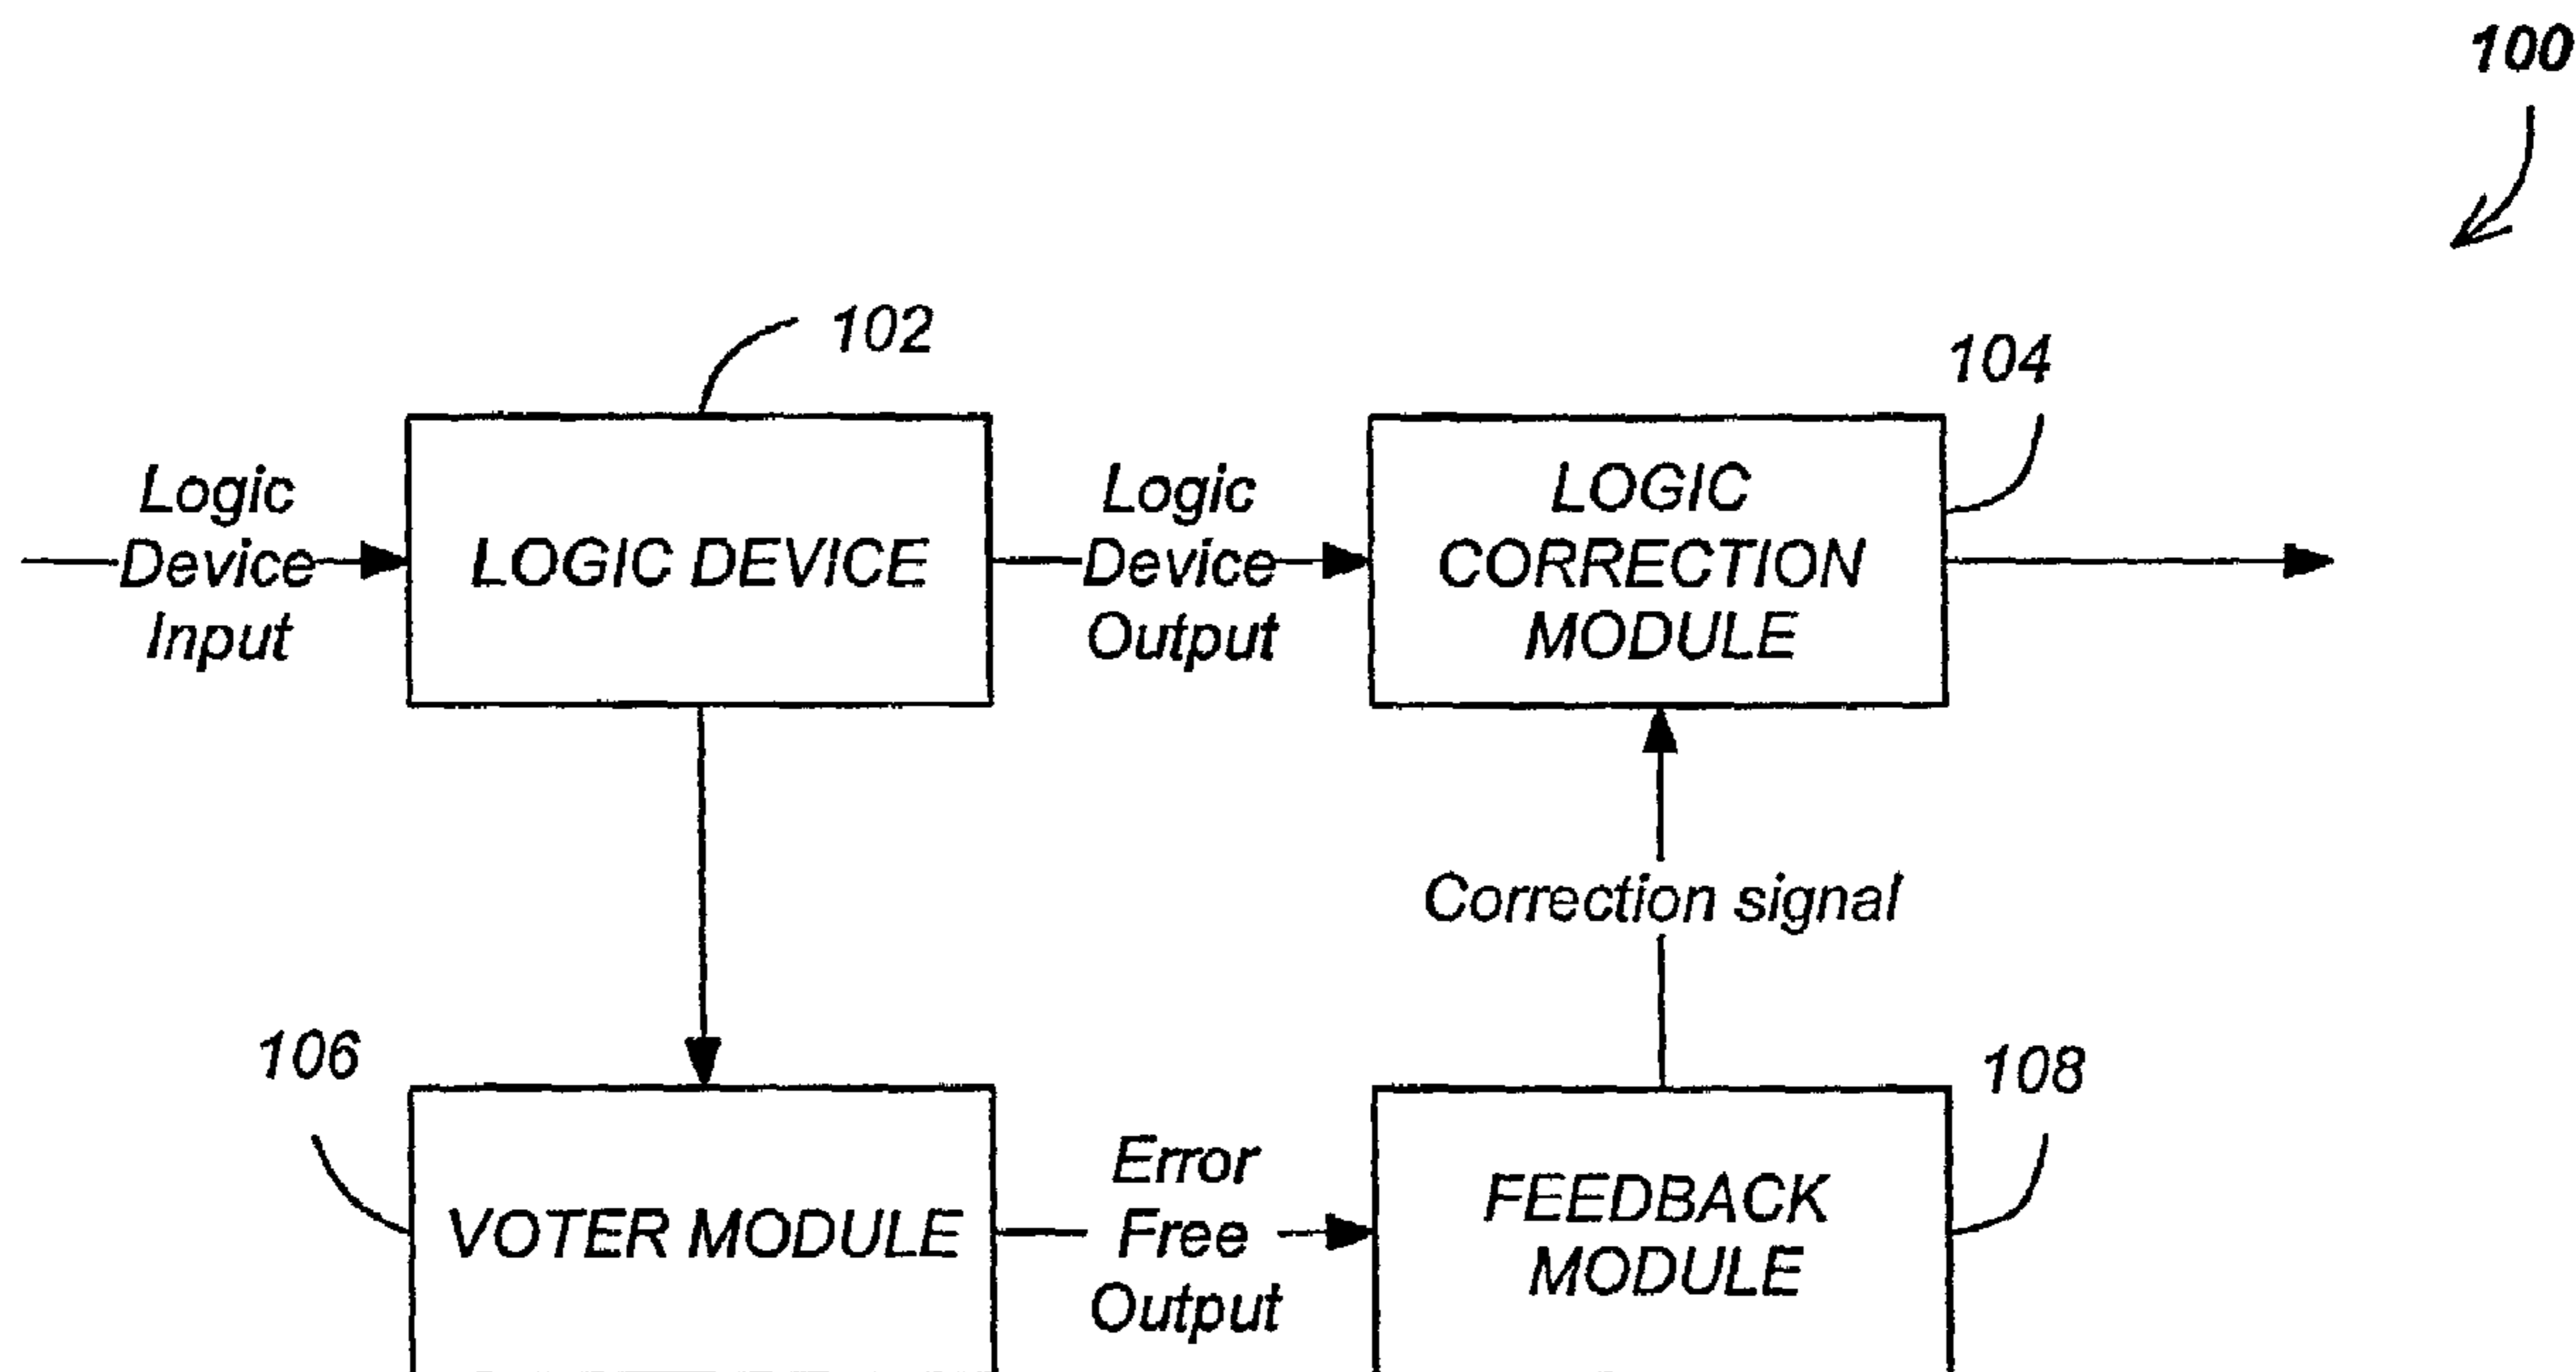 100
102
104
Logic
Device
Input
LOGIC DEVICE
Logic
Device
Output
LOGIC
CORRECTION
MODULE
Correction signal
106
108
VOTER MODULE
Error
Free
Output
FEEDBACK
MODULE